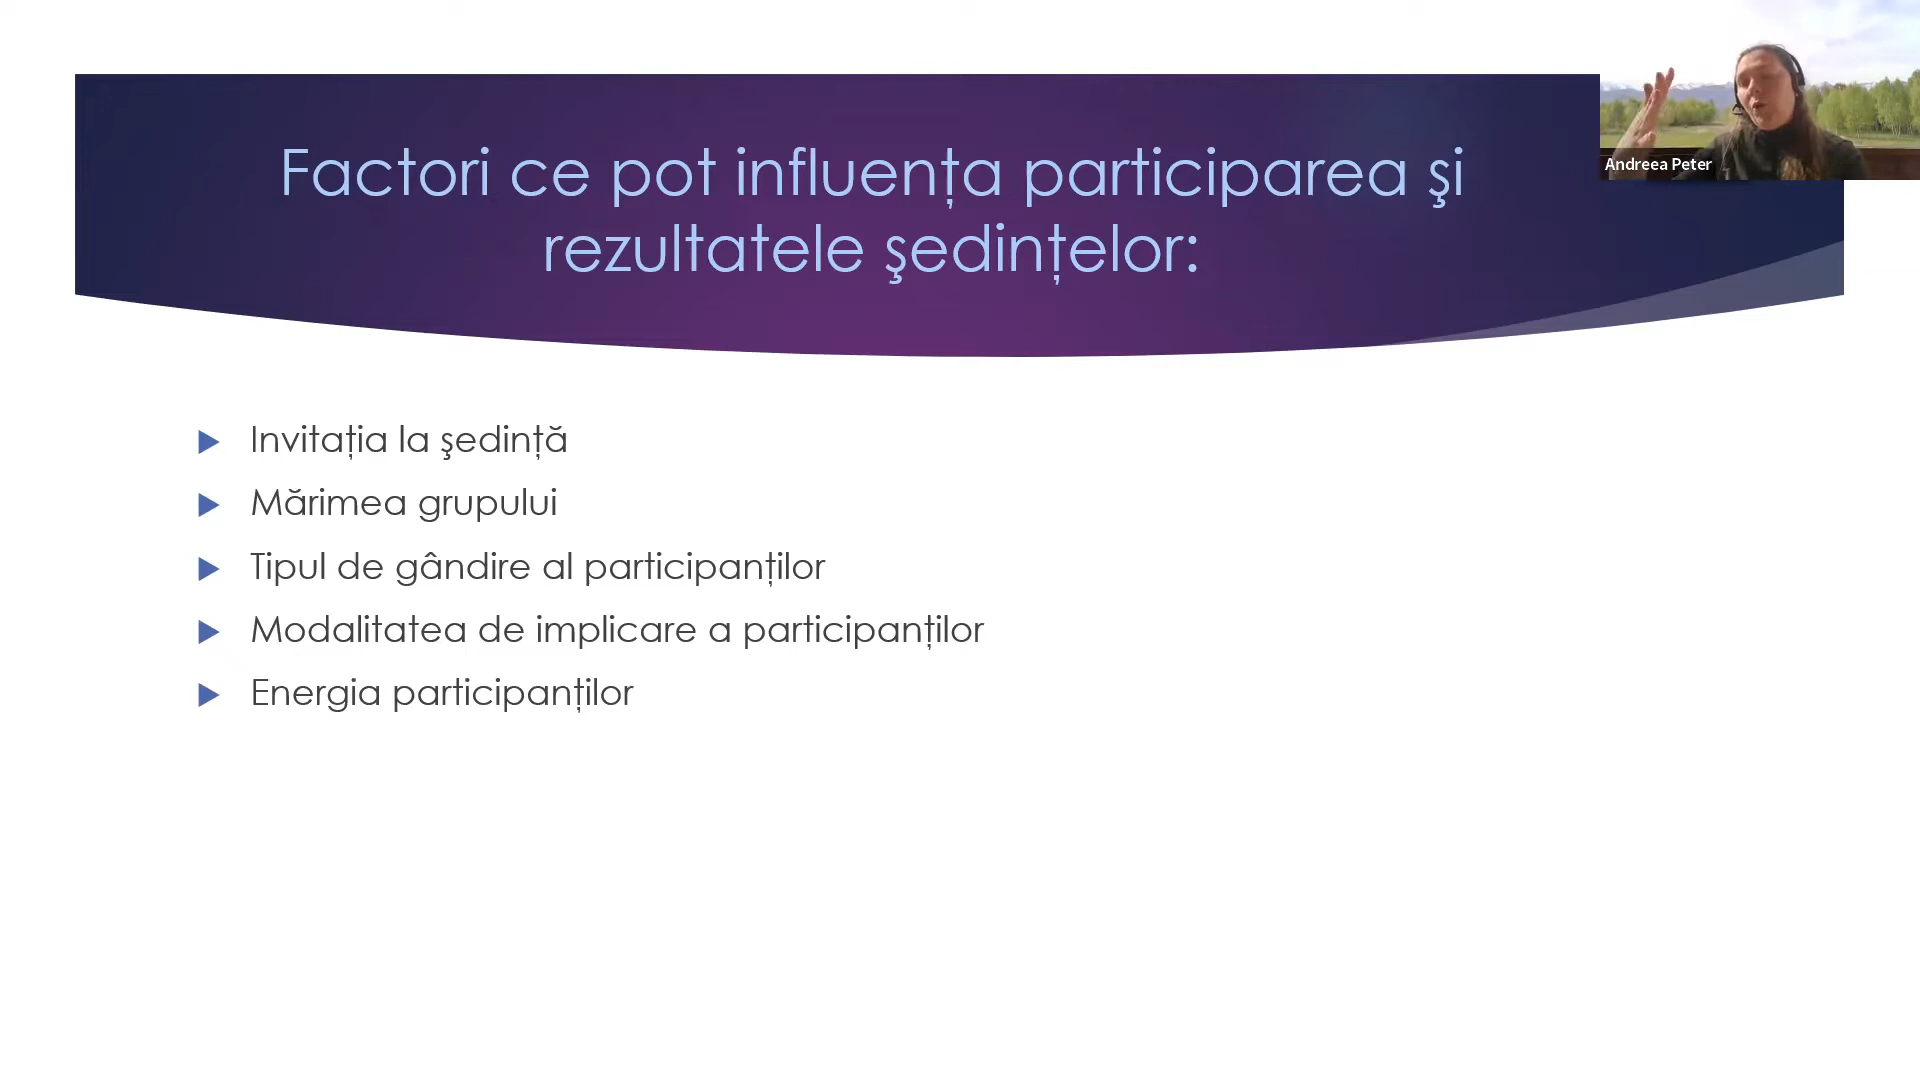 Factori ce pot influența participarea şi
rezultatele şedințelor:
Andreea Peter
Invitația la şedință
Mărimea grupului
Tipul de gândire al participanților
Modalitatea de implicare a participanților
Energia participanților